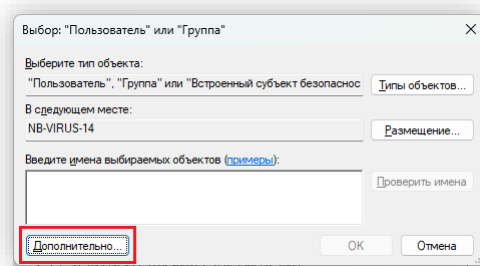 Выбор: "Пользователь" или "Группа"
Выберите тип объекта:
"Пользователь", "Группа" или "Встроенный субъект безопаснос
Типы объектов...
В следующем месте:
NB-VIRUS-14
Размещение...
Введите имена выбираемых объектов (примеры):
Проверить имена
Дополнительно...
OK
Отмена